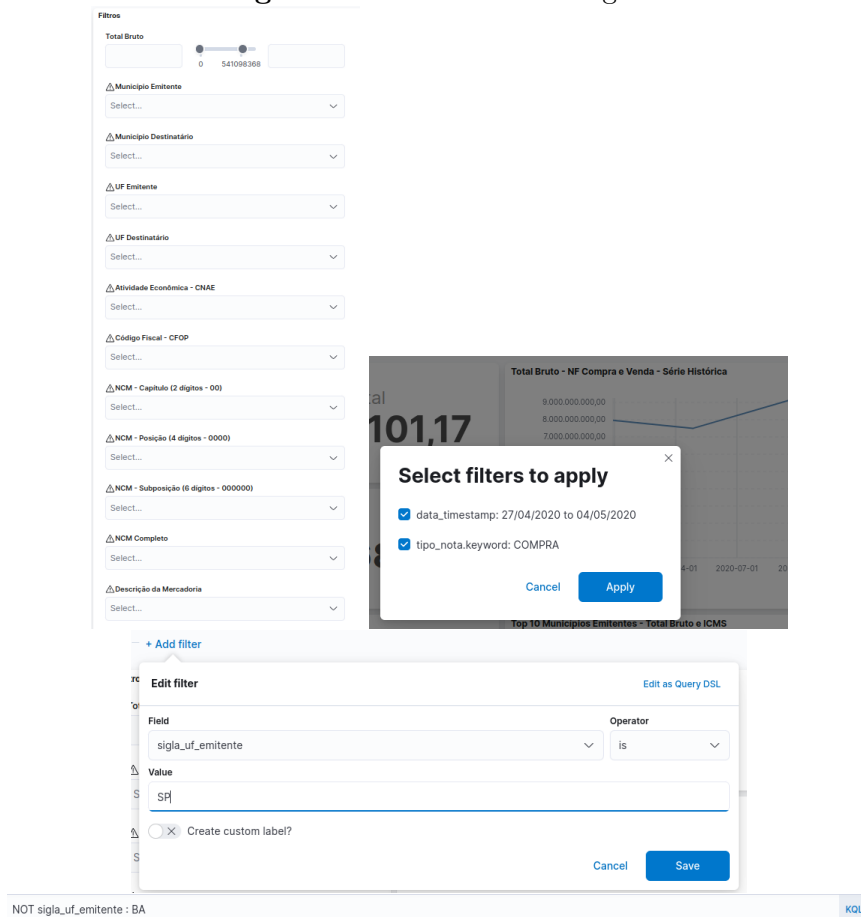 Filtros
Total Bruto
0 541098368
Município Emitente
Select...
Município Destinatário
Select...
UF Emitente
Select...
UF Destinatário
Select...
Atividade Econômica - CNAE
Select...
Código Fiscal - CFOP
Select...
NCM - Capítulo (2 dígitos - 00)
Select...
NCM - Posição (4 dígitos - 0000)
Select...
NCM - Subposição (6 dígitos - 000000)
Select...
NCM Completo
Select...
Descrição da Mercadoria
Select...
Total Bruto - NF Compra e Venda - Série Histórica
9.000.000.000,00
8.000.000.000,00
7.000.000.000,00
101,17
Select filters to apply
data_timestamp: 27/04/2020 to 04/05/2020
tipo_nota.keyword: COMPRA
Cancel Apply
2020-07-01
Top 10 Municípios Emitentes - Total Bruto e ICMS
+ Add filter
Edit filter Edit as Query DSL
Field Operator
sigla_uf_emitente is
Value
SP
Create custom label?
Cancel Save
NOT sigla_uf_emitente : BA KQL